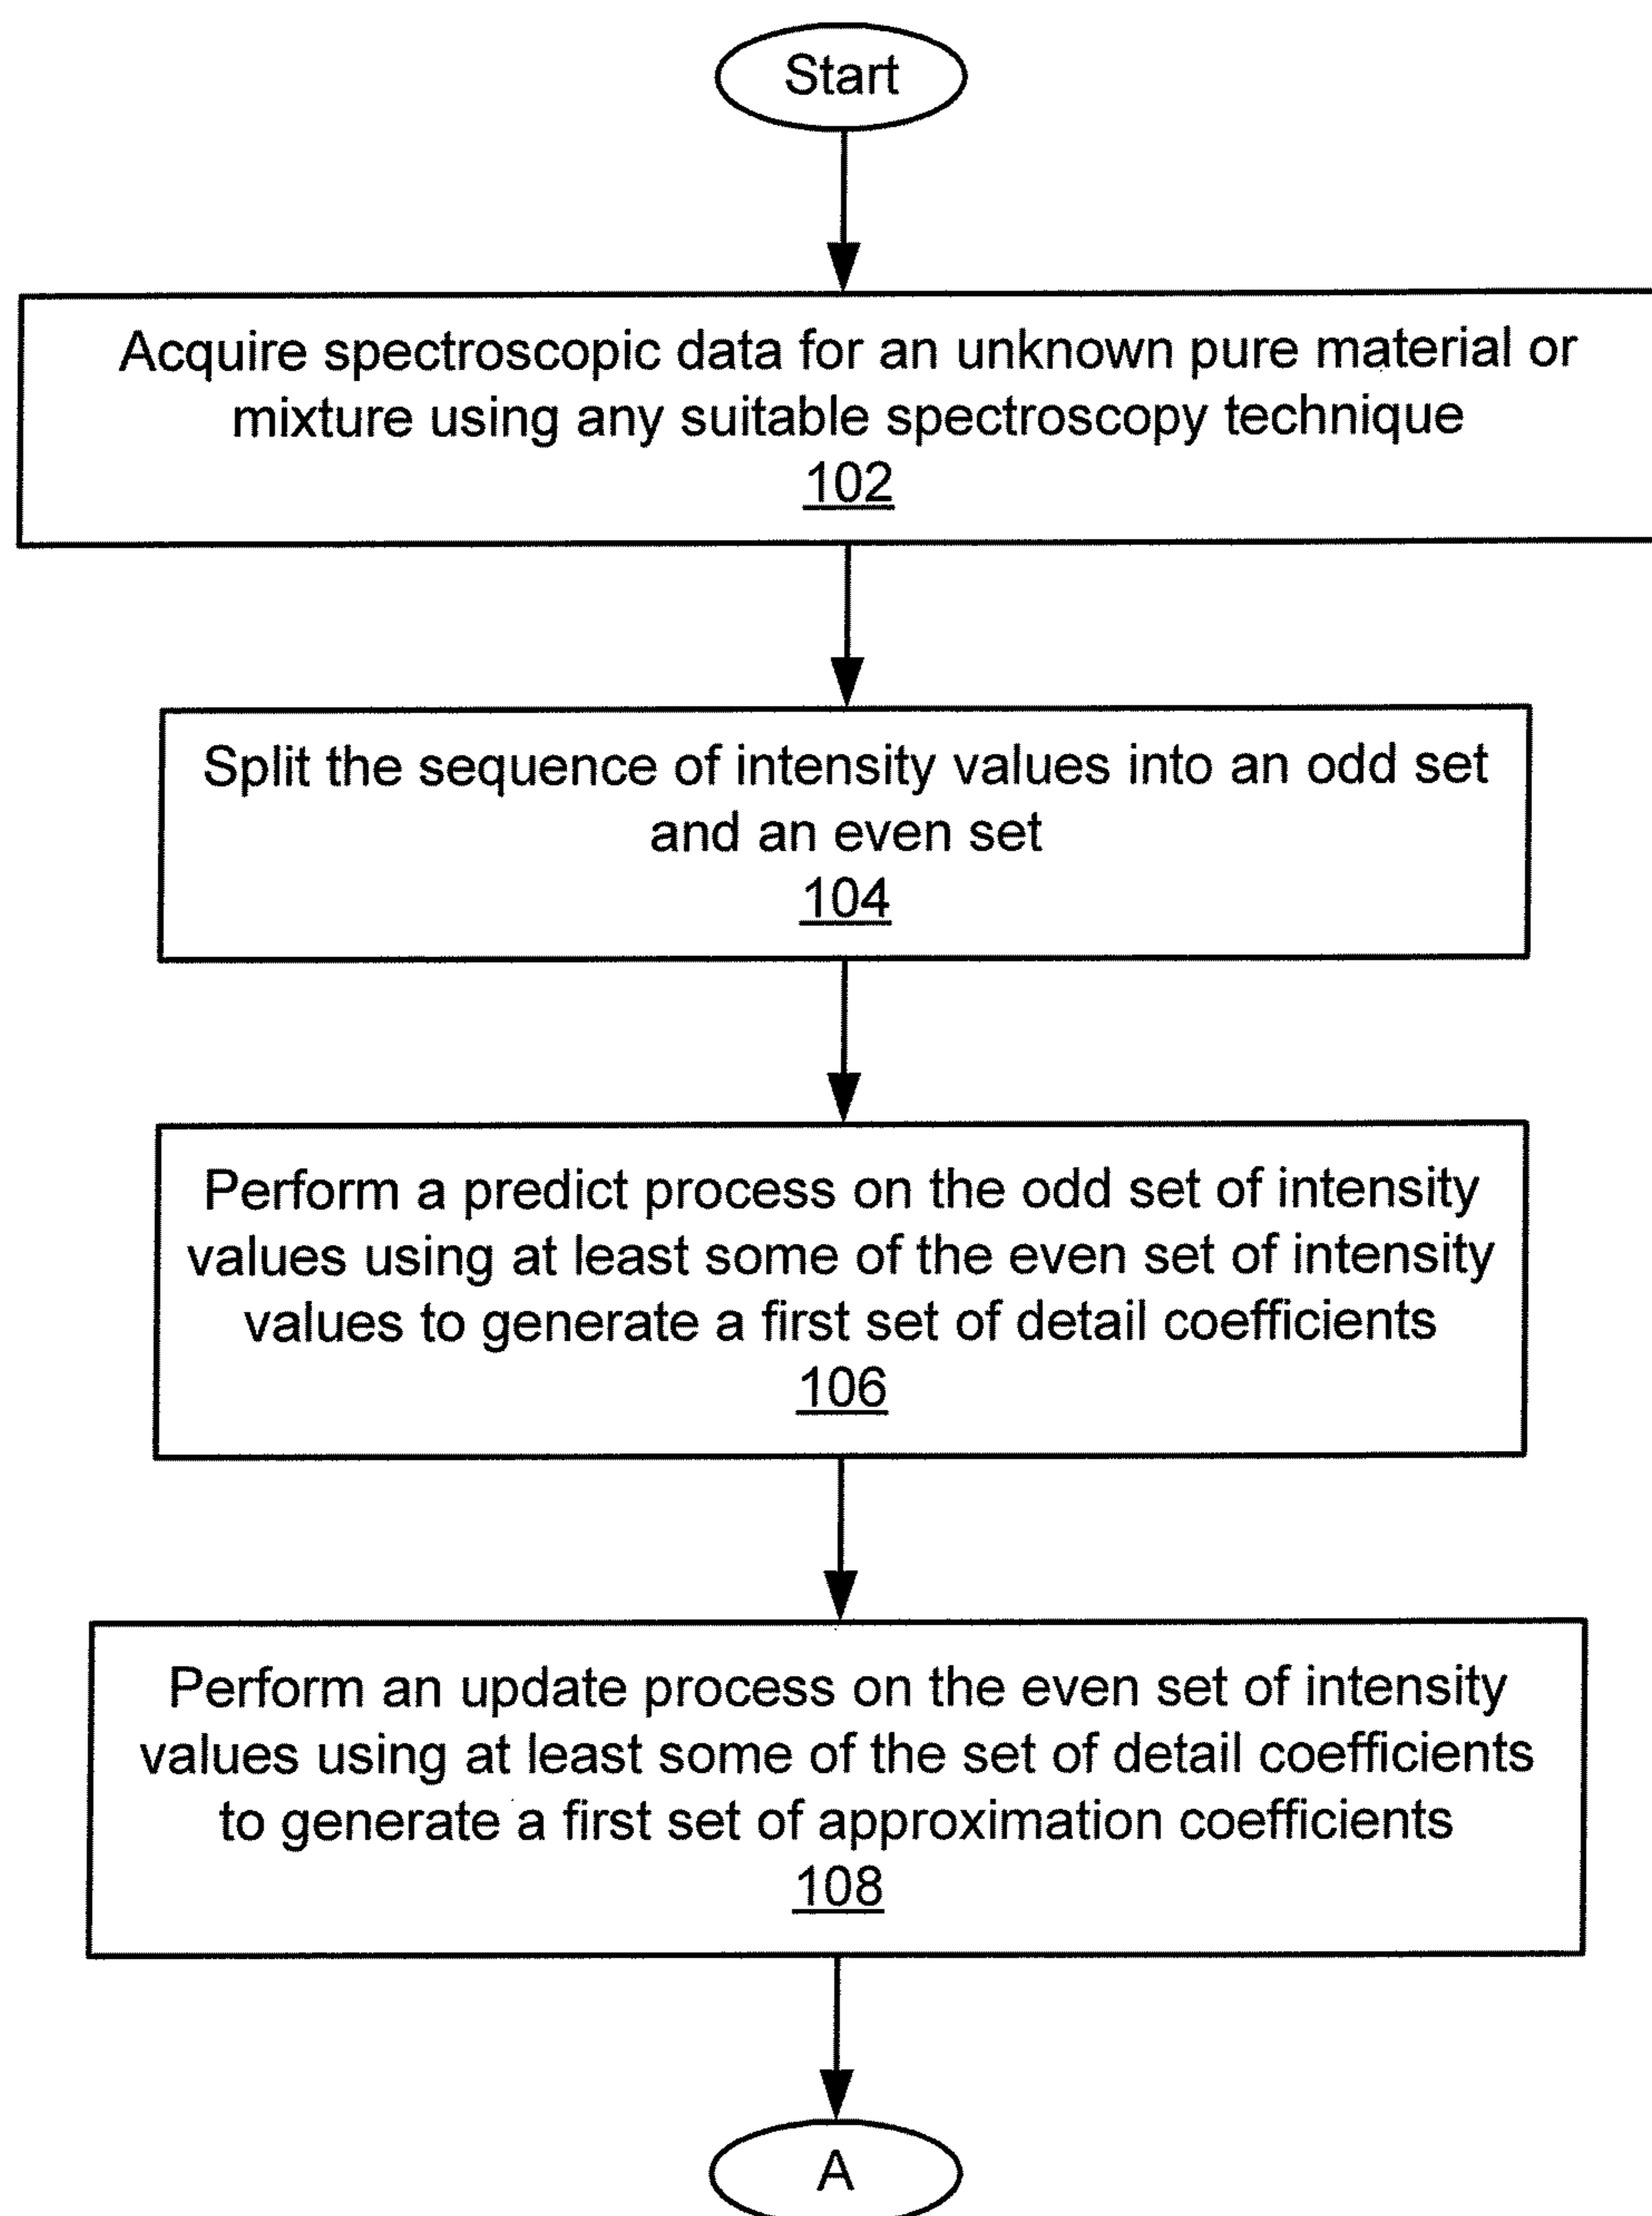 Start
Acquire spectroscopic data for an unknown pure material or
mixture using any suitable spectroscopy technique
102
Split the sequence of intensity values into an odd set
and an even set
104
Perform a predict process on the odd set of intensity
values using at least some of the even set of intensity
values to generate a first set of detail coefficients
106
Perform an update process on the even set of intensity
values using at least some of the set of detail coefficients
to generate a first set of approximation coefficients
108
A